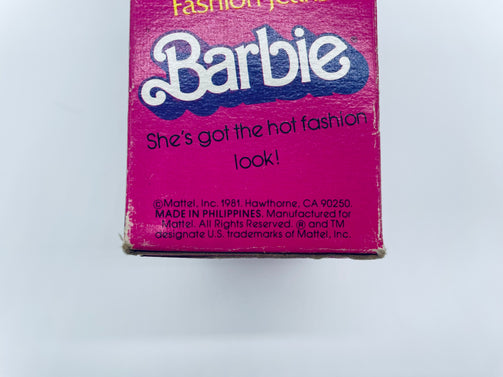 Fashion Jeans
Barbie™
She's got the hot fashion
look!
©Mattel, Inc. 1981. Hawthorne, CA 90250.
MADE IN PHILIPPINES. Manufactured for
Mattel. All Rights Reserved. ® and TM
designate U.S. trademarks of Mattel, Inc.